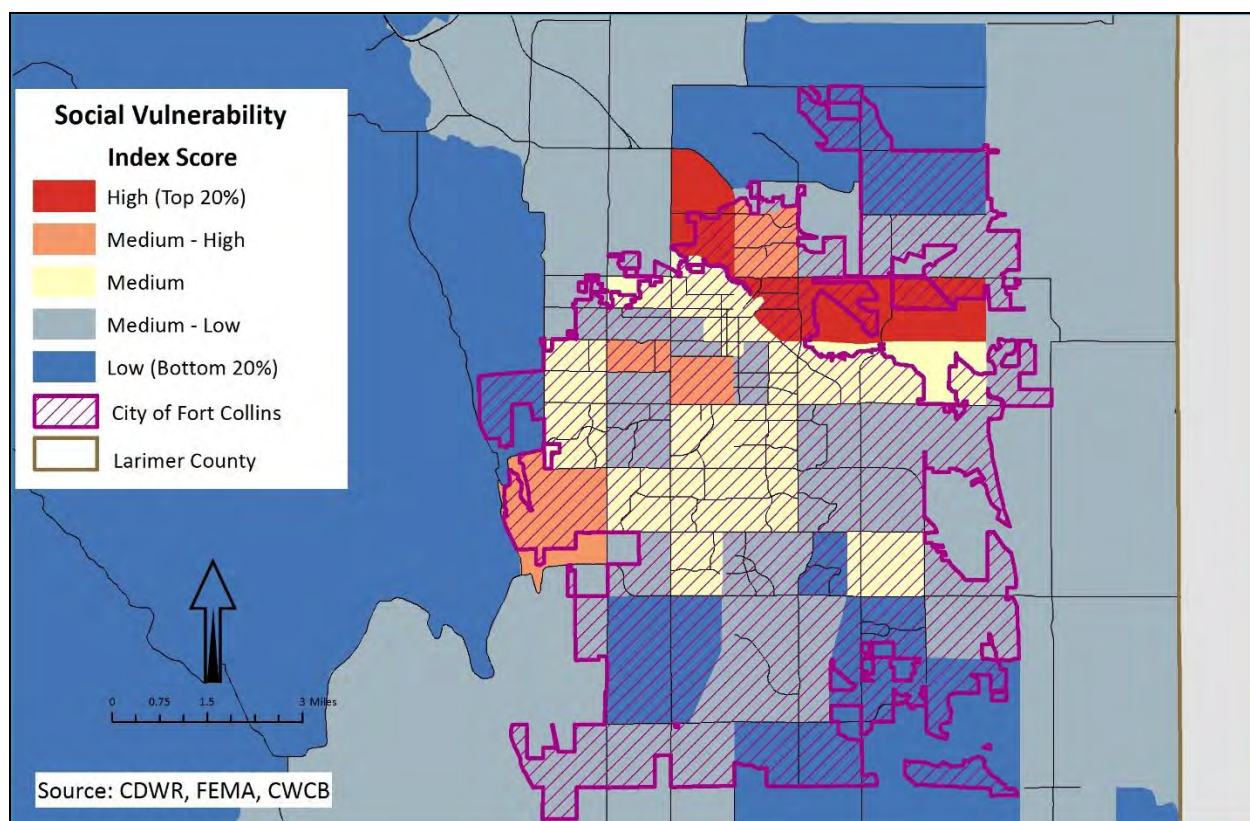 Social Vulnerability
Index Score
High (Top 20%)
Medium - High
Medium
Medium - Low
Low (Bottom 20%)
City of Fort Collins
Larimer County
0 0.75 1.5 3 Miles
Source: CDWR, FEMA, CWCB